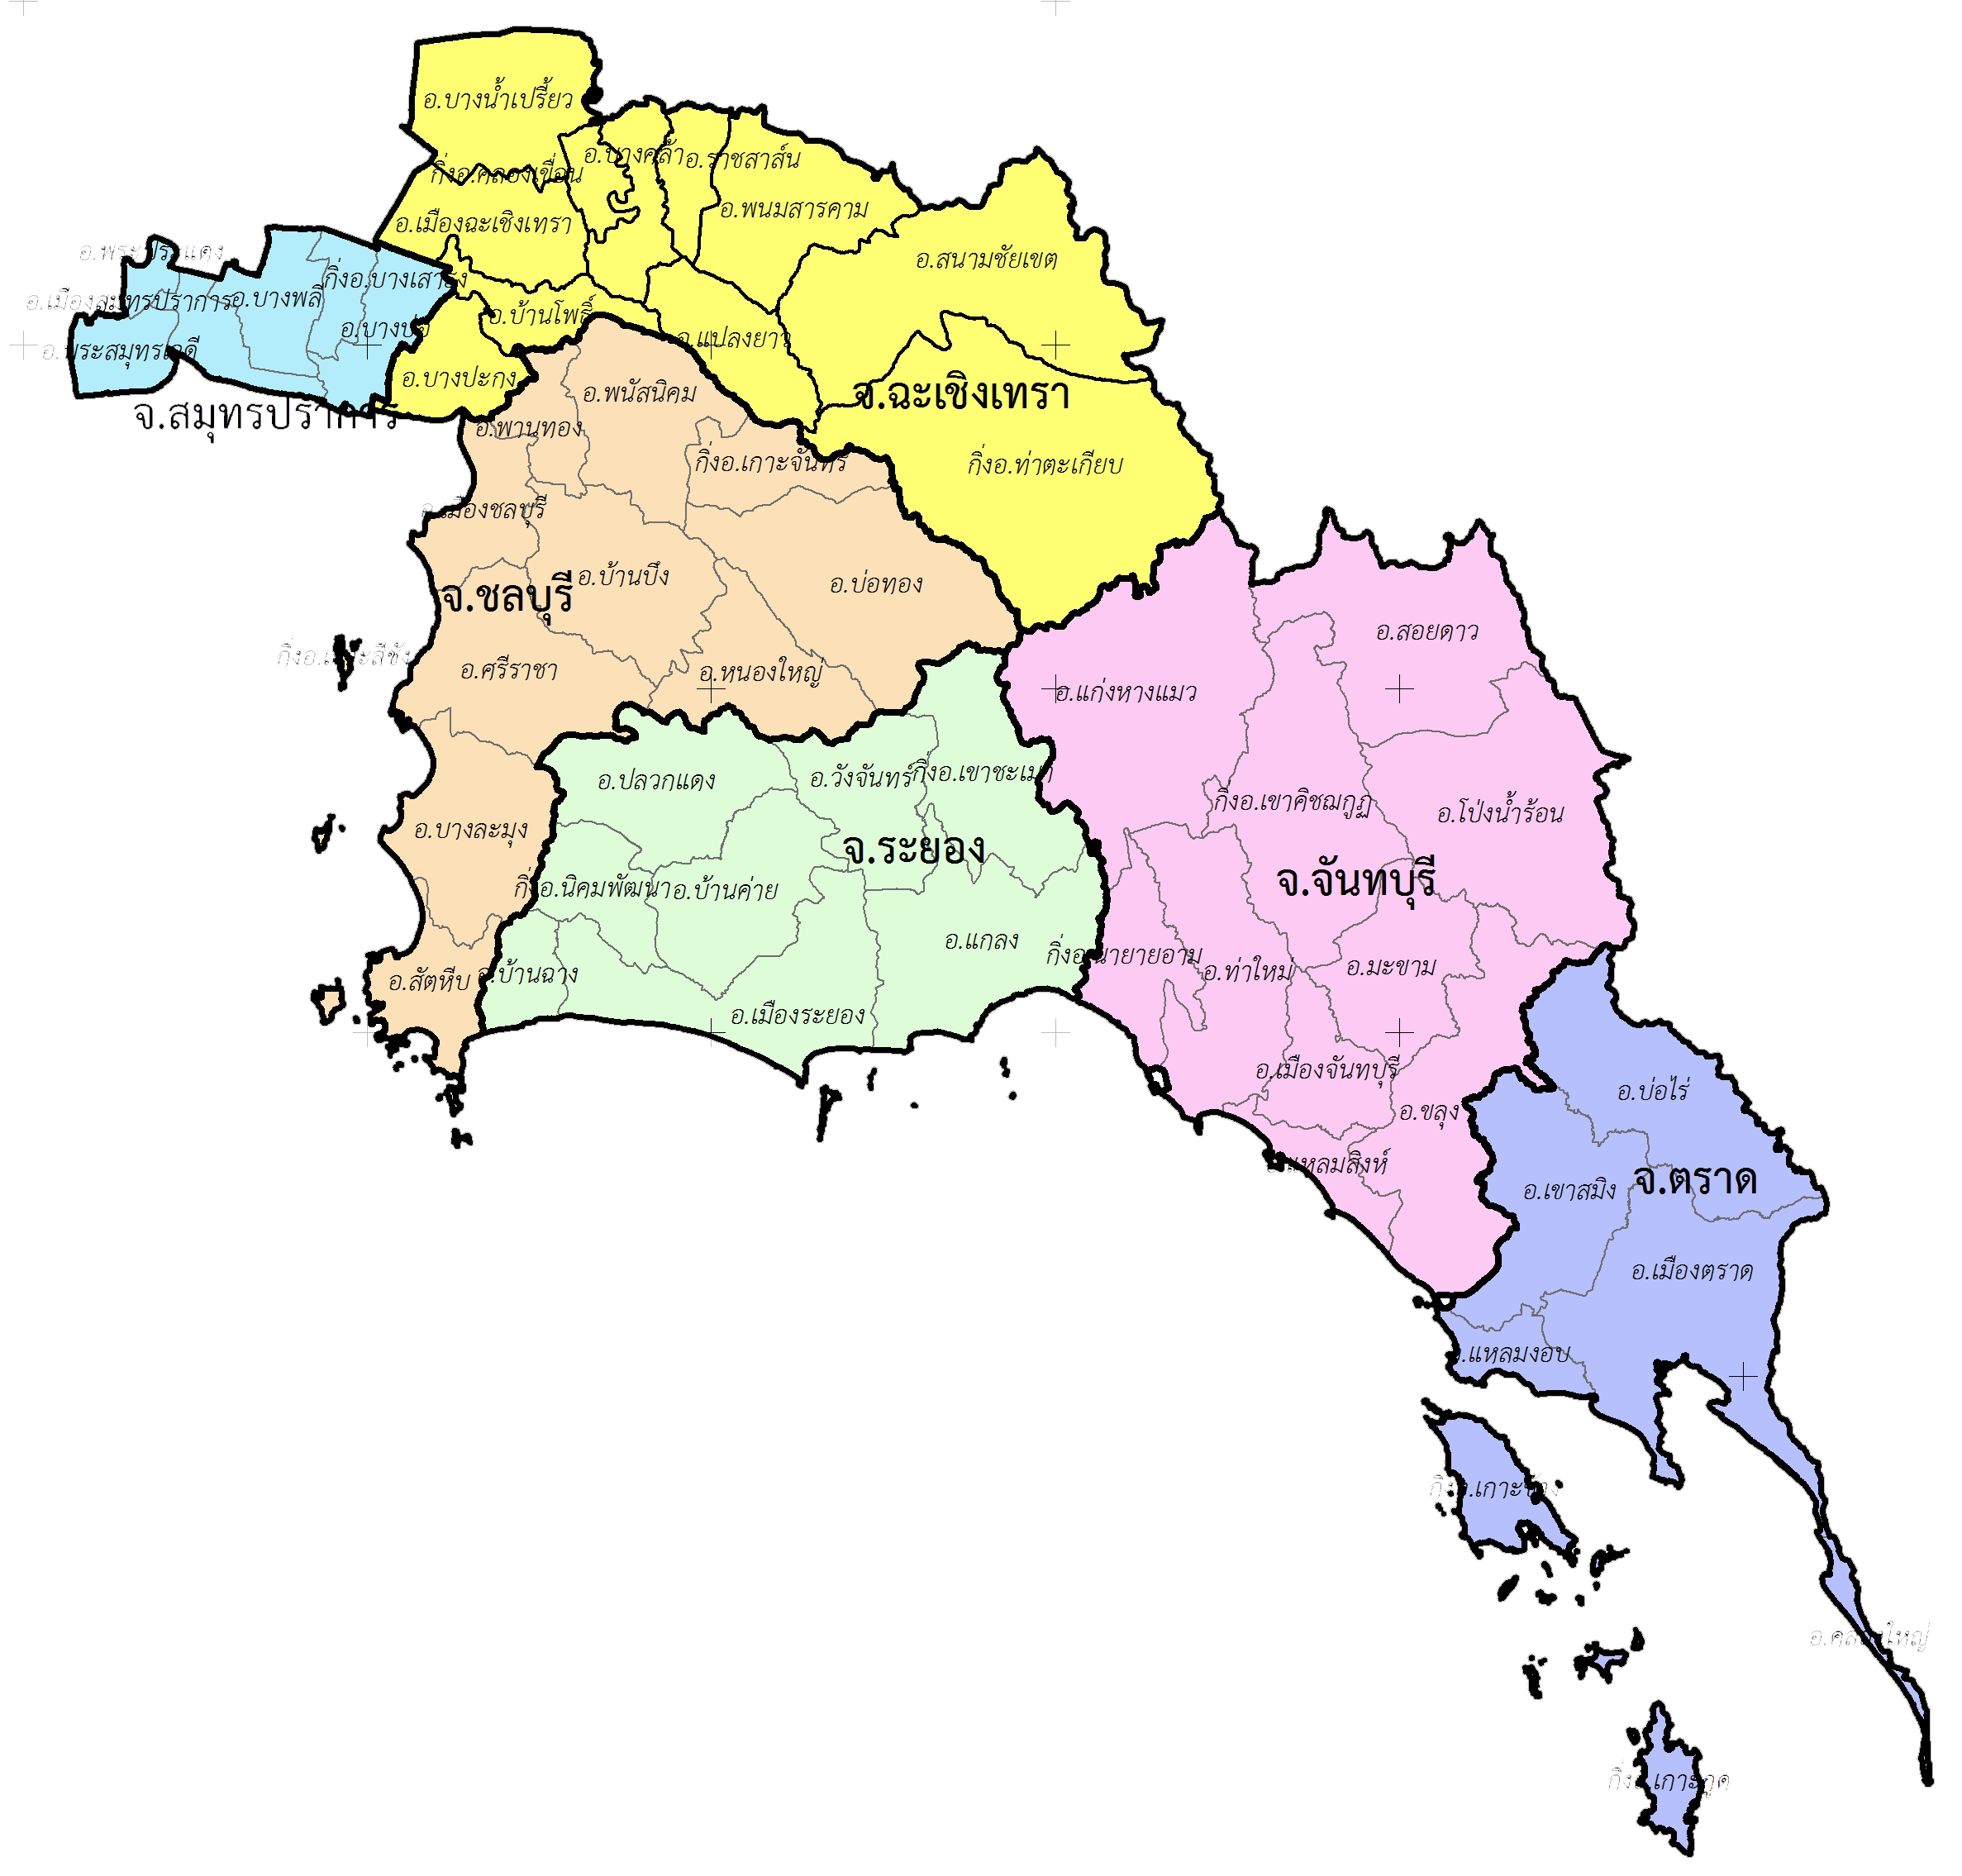 อ.บางน้ำเปรี้ยว
อ.บางคล้า
อ.ราชสาส์น
กิ่งอ.คลองเขื่อน
อ.พนมสารคาม
อ.เมืองฉะเชิงเทรา
อ.พระประแดง
อ.สนามชัยเขต
กิ่งอ.บางเสาธง
อ.เมืองสมุทรปราการ
อ.บางพลี
อ.บ้านโพธิ์
อ.บางบ่อ
อ.แปลงยาว
อ.พระสมุทรเจดีย์
อ.บางปะกง
จ.ฉะเชิงเทรา
อ.พนัสนิคม
จ.สมุทรปราการ
อ.พานทอง
กิ่งอ.เกาะจันทร์
กิ่งอ.ท่าตะเกียบ
อ.เมืองชลบุรี
อ.บ้านบึง
อ.บ่อทอง
จ.ชลบุรี
อ.สอยดาว
กิ่งอ.เกาะสีชัง
อ.ศรีราชา
อ.หนองใหญ่
อ.แก่งหางแมว
อ.ปลวกแดง
อ.วังจันทร์
กิ่งอ.เขาชะเมา
กิ่งอ.เขาคิชฌกูฏ
อ.โป่งน้ำร้อน
อ.บางละมุง
จ.ระยอง
จ.จันทบุรี
กิ่งอ.นิคมพัฒนา
อ.บ้านค่าย
อ.แกลง
กิ่งอ.นายายอาม
อ.ท่าใหม่
อ.มะขาม
อ.สัตหีบ
อ.บ้านฉาง
อ.เมืองระยอง
อ.เมืองจันทบุรี
อ.บ่อไร่
อ.ขลุง
อ.แหลมสิงห์
จ.ตราด
อ.เขาสมิง
อ.เมืองตราด
อ.แหลมงอบ
กิ่งอ.เกาะช้าง
อ.คลองใหญ่
กิ่งอ.เกาะกูด